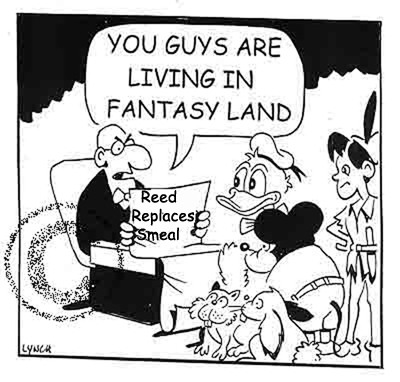 YOU GUYS ARE
LIVING IN
FANTASY LAND
Reed
Replaces
Smeal
LYNCH